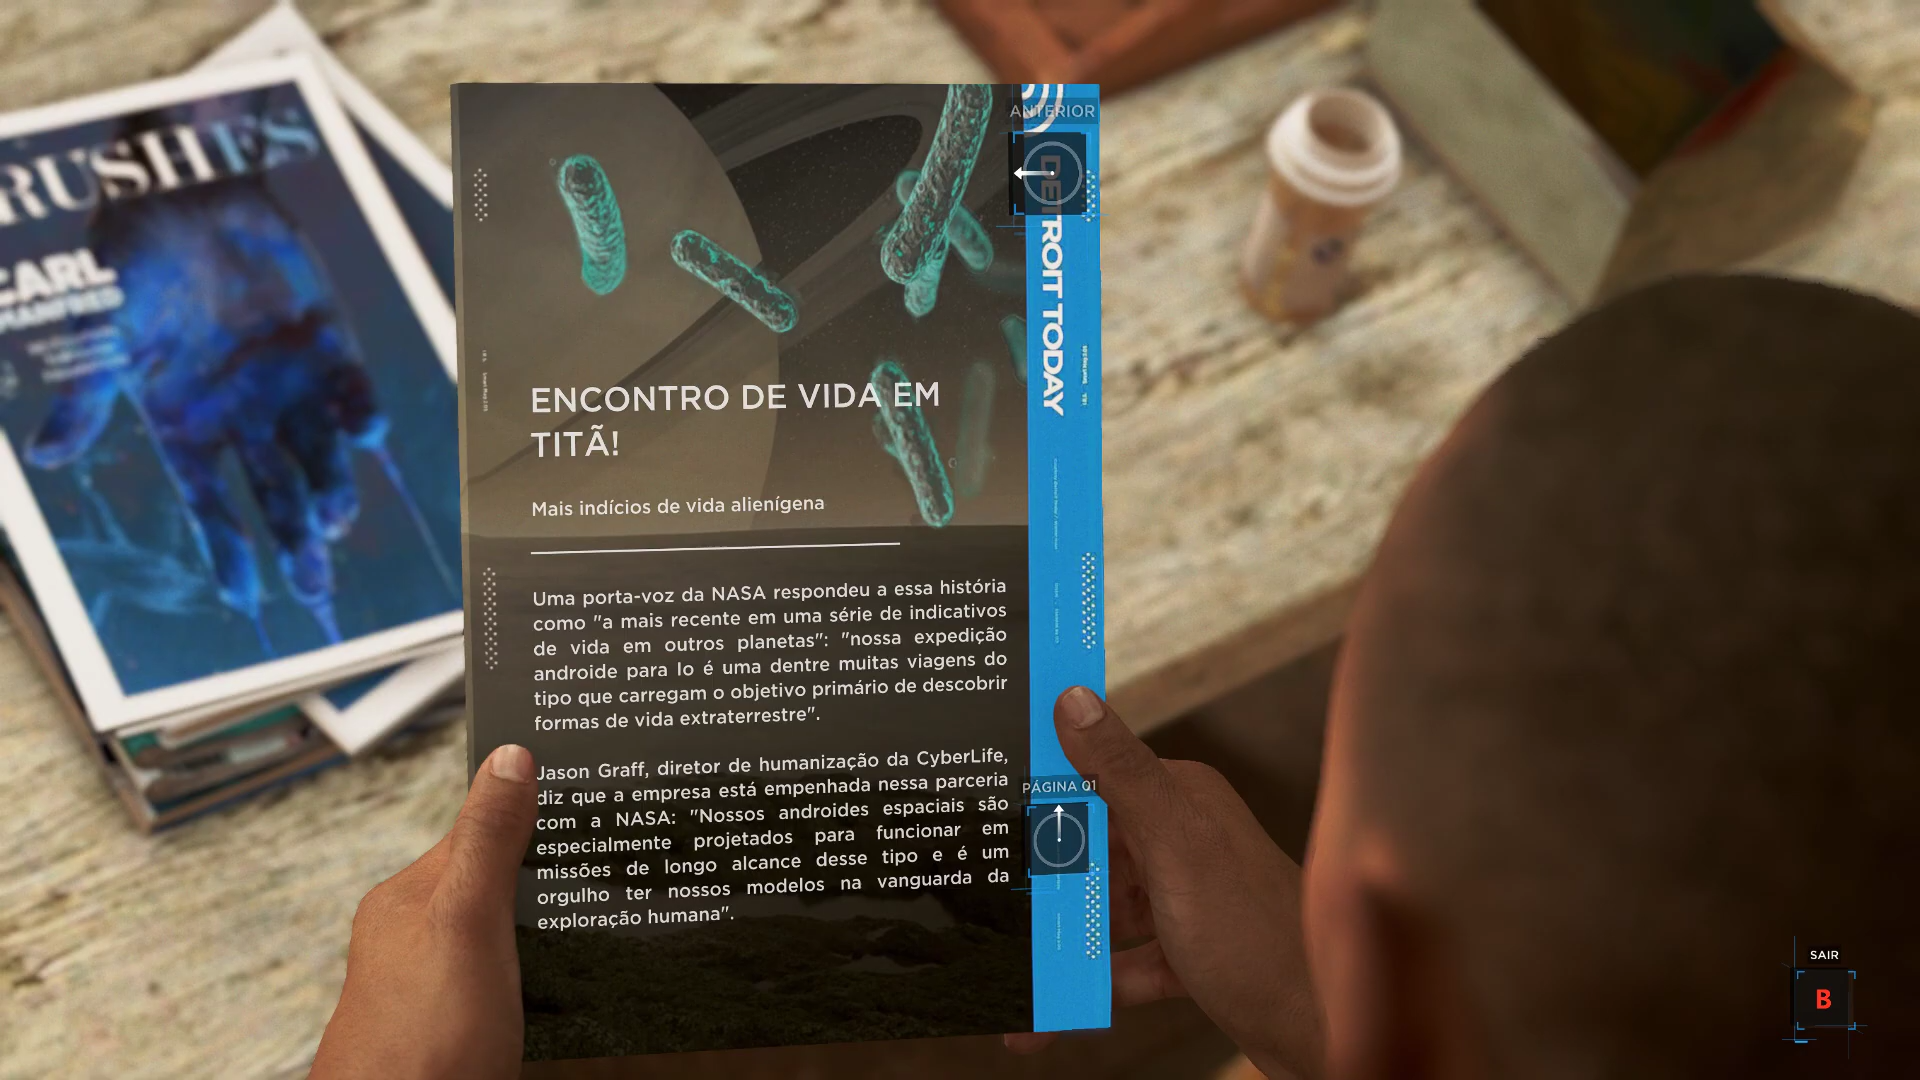 RUSHES
CARL
MANFRED
ENCONTRO DE VIDA EM
TITÃ!
Mais indícios de vida alienígena
Uma porta-voz da NASA respondeu a essa história
como "a mais recente em uma série de indicativos
de vida em outros planetas": "nossa expedição
androide para Io é uma dentre muitas viagens do
tipo que carregam o objetivo primário de descobrir
formas de vida extraterrestre".
Jason Graff, diretor de humanização da CyberLife,
diz que a empresa está empenhada nessa parceria
com a NASA: "Nossos androides espaciais são
especialmente projetados para funcionar em
missões de longo alcance desse tipo e é um
orgulho ter nossos modelos na vanguarda da
exploração humana".
ANTERIOR
DETROIT TODAY
PÁGINA 01
SAIR
B